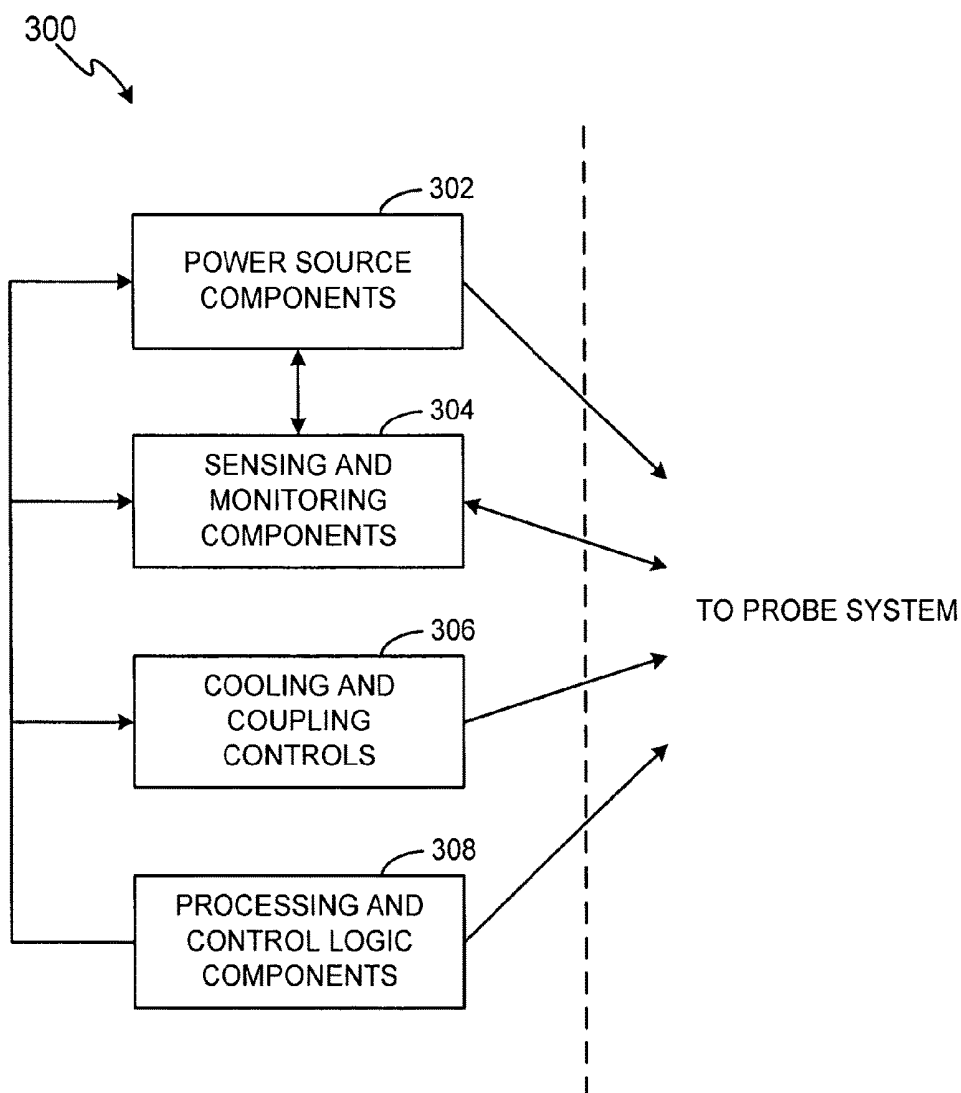 300
302
POWER SOURCE
COMPONENTS
304
SENSING AND
MONITORING
COMPONENTS
TO PROBE SYSTEM
306
COOLING AND
COUPLING
CONTROLS
308
PROCESSING AND
CONTROL LOGIC
COMPONENTS